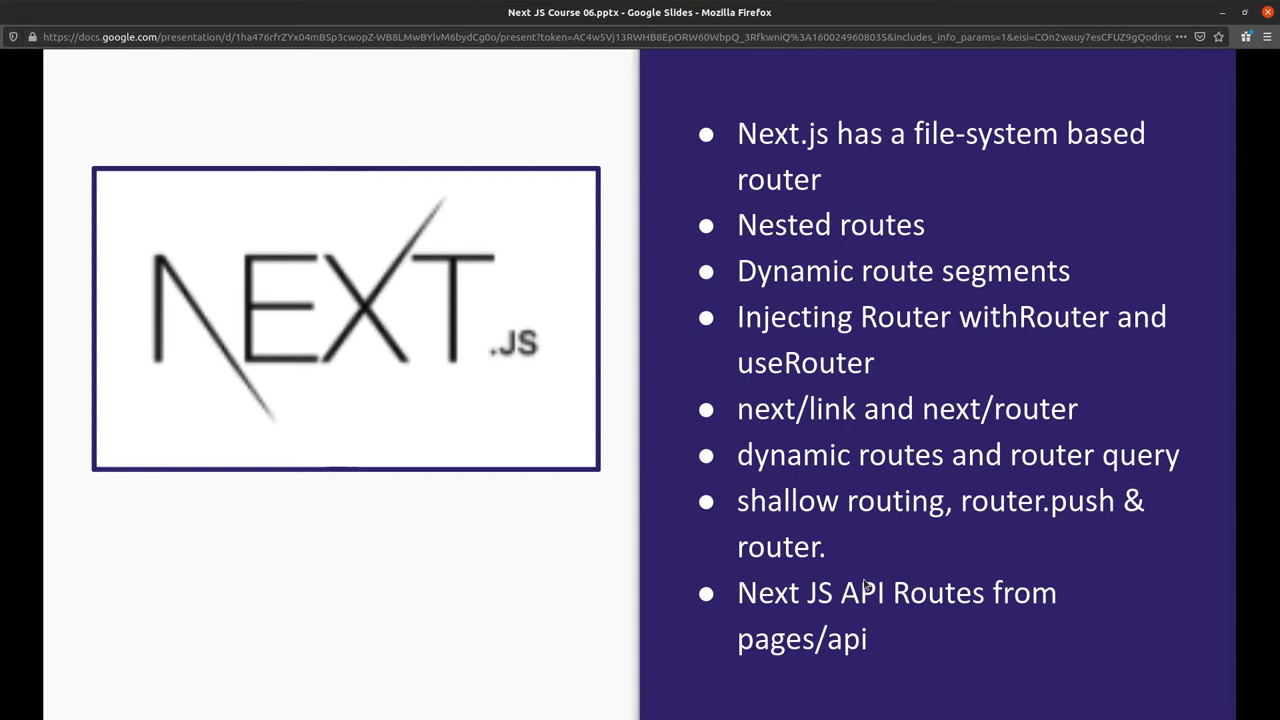 Next JS Course 06.pptx - Google Slides - Mozilla Firefox
NEXT
.JS
● Next.js has a file-system based
router
● Nested routes
● Dynamic route segments
● Injecting Router withRouter and
useRouter
● next/link and next/router
● dynamic routes and router query
● shallow routing, router.push &
router.
● Next JS API Routes from
pages/api